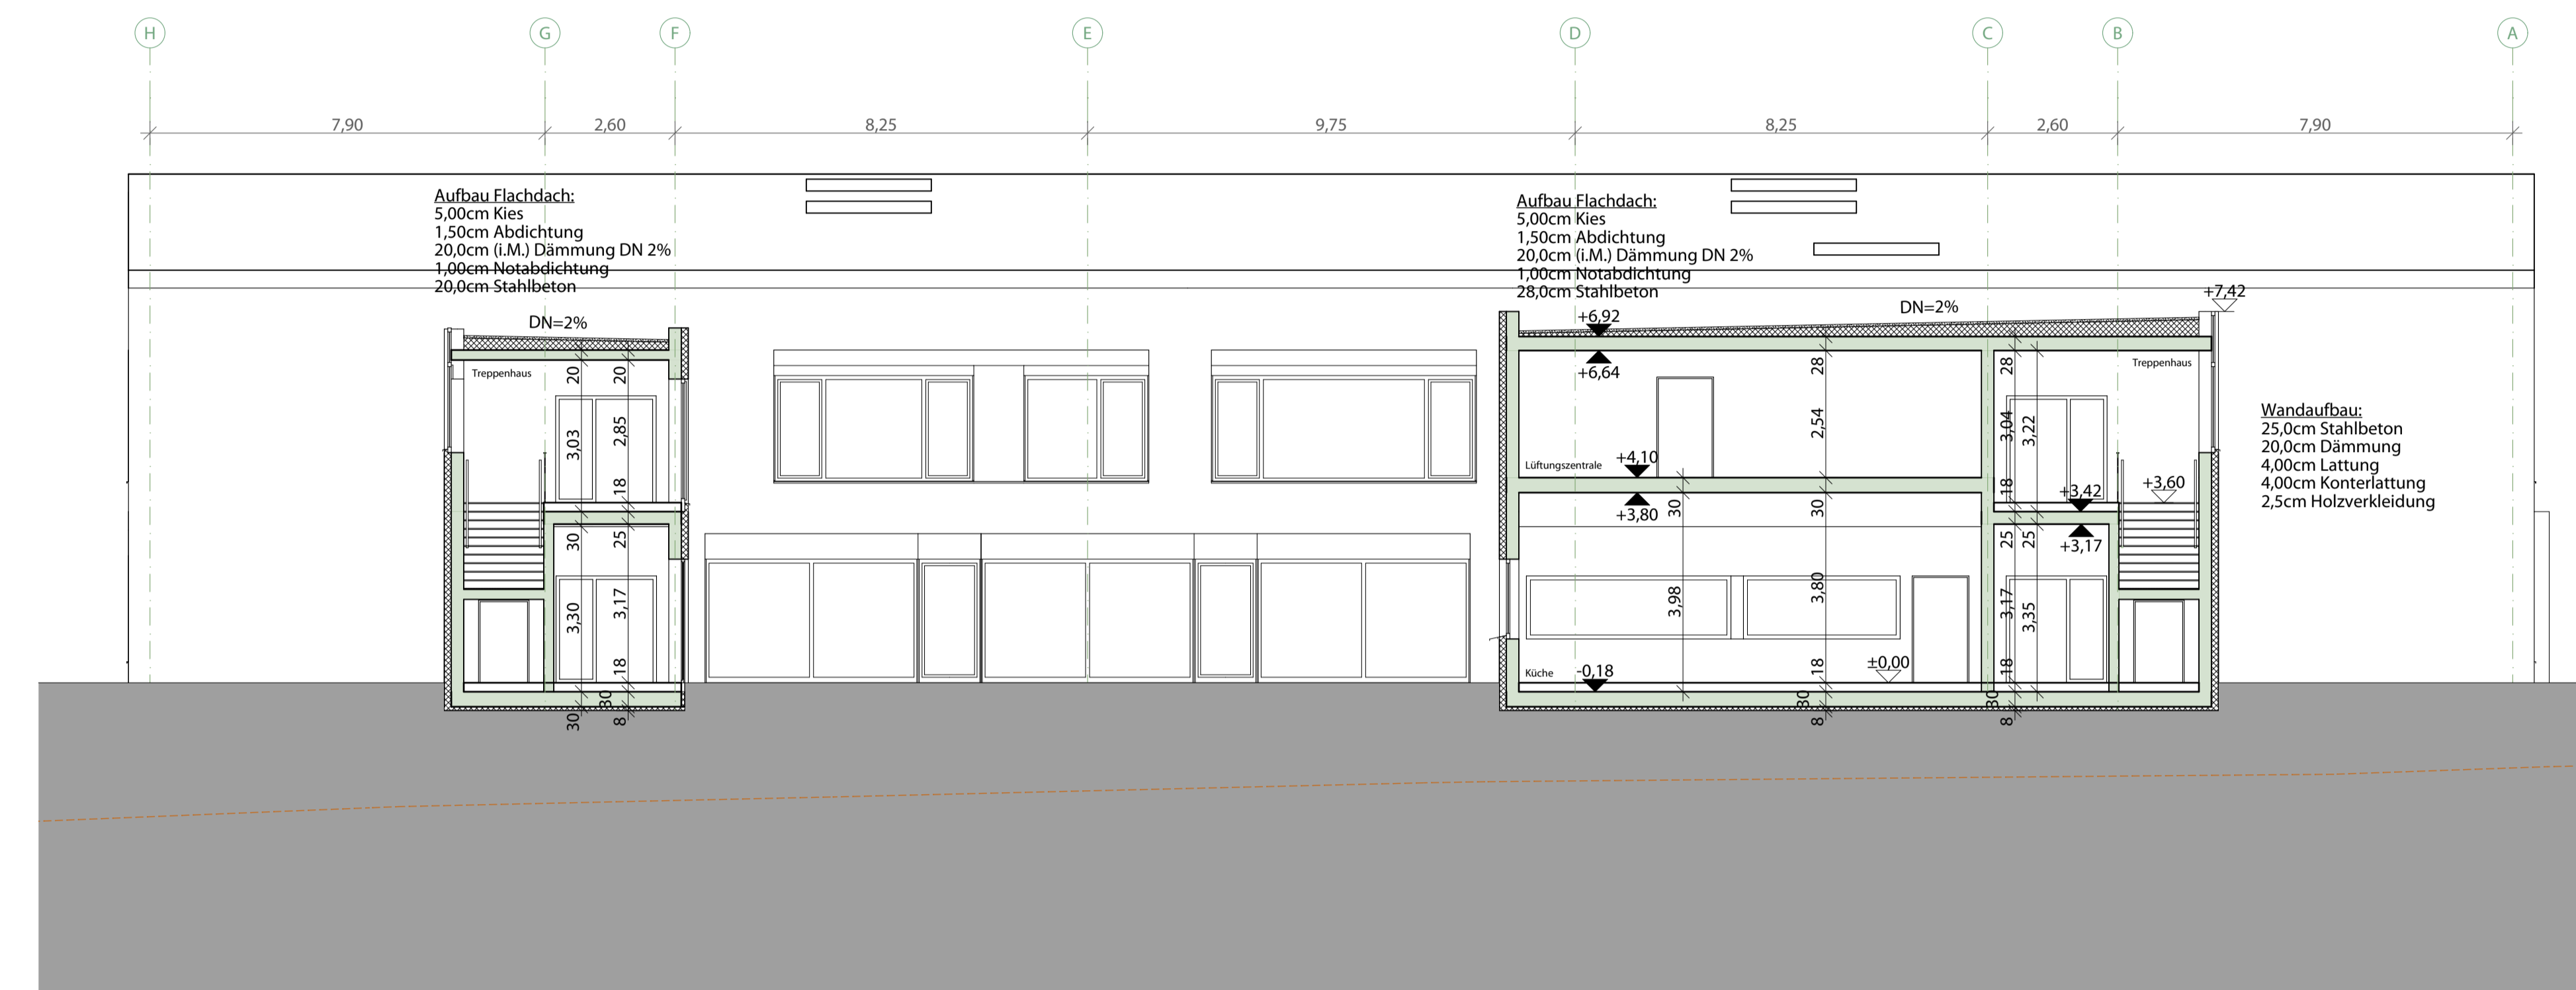 H
G
F
E
D
C
B
A
7,90
2,60
8,25
9,75
8,25
2,60
7,90
Aufbau Flachdach:
5,00cm Kies
1,50cm Abdichtung
20,0cm (i.M.) Dämmung DN 2%
1,00cm Notabdichtung
20,0cm Stahlbeton
Aufbau Flachdach:
5,00cm Kies
1,50cm Abdichtung
20,0cm (i.M.) Dämmung DN 2%
1,00cm Notabdichtung
28,0cm Stahlbeton
DN=2%
Treppenhaus
20
20
3,03
2,85
18
30
25
3,30
3,17
18
30
30
8
+7,42
DN=2%
+6,92
+6,64
28
28
Treppenhaus
2,54
3,04
3,22
Lüftungszentrale
+4,10
+3,80
30
30
18
+3,42
+3,60
25
25
+3,17
3,98
3,80
3,17
3,35
Küche
-0,18
18
±0,00
18
30
8
30
8
Wandaufbau:
25,0cm Stahlbeton
20,0cm Dämmung
4,00cm Lattung
4,00cm Konterlattung
2,5cm Holzverkleidung